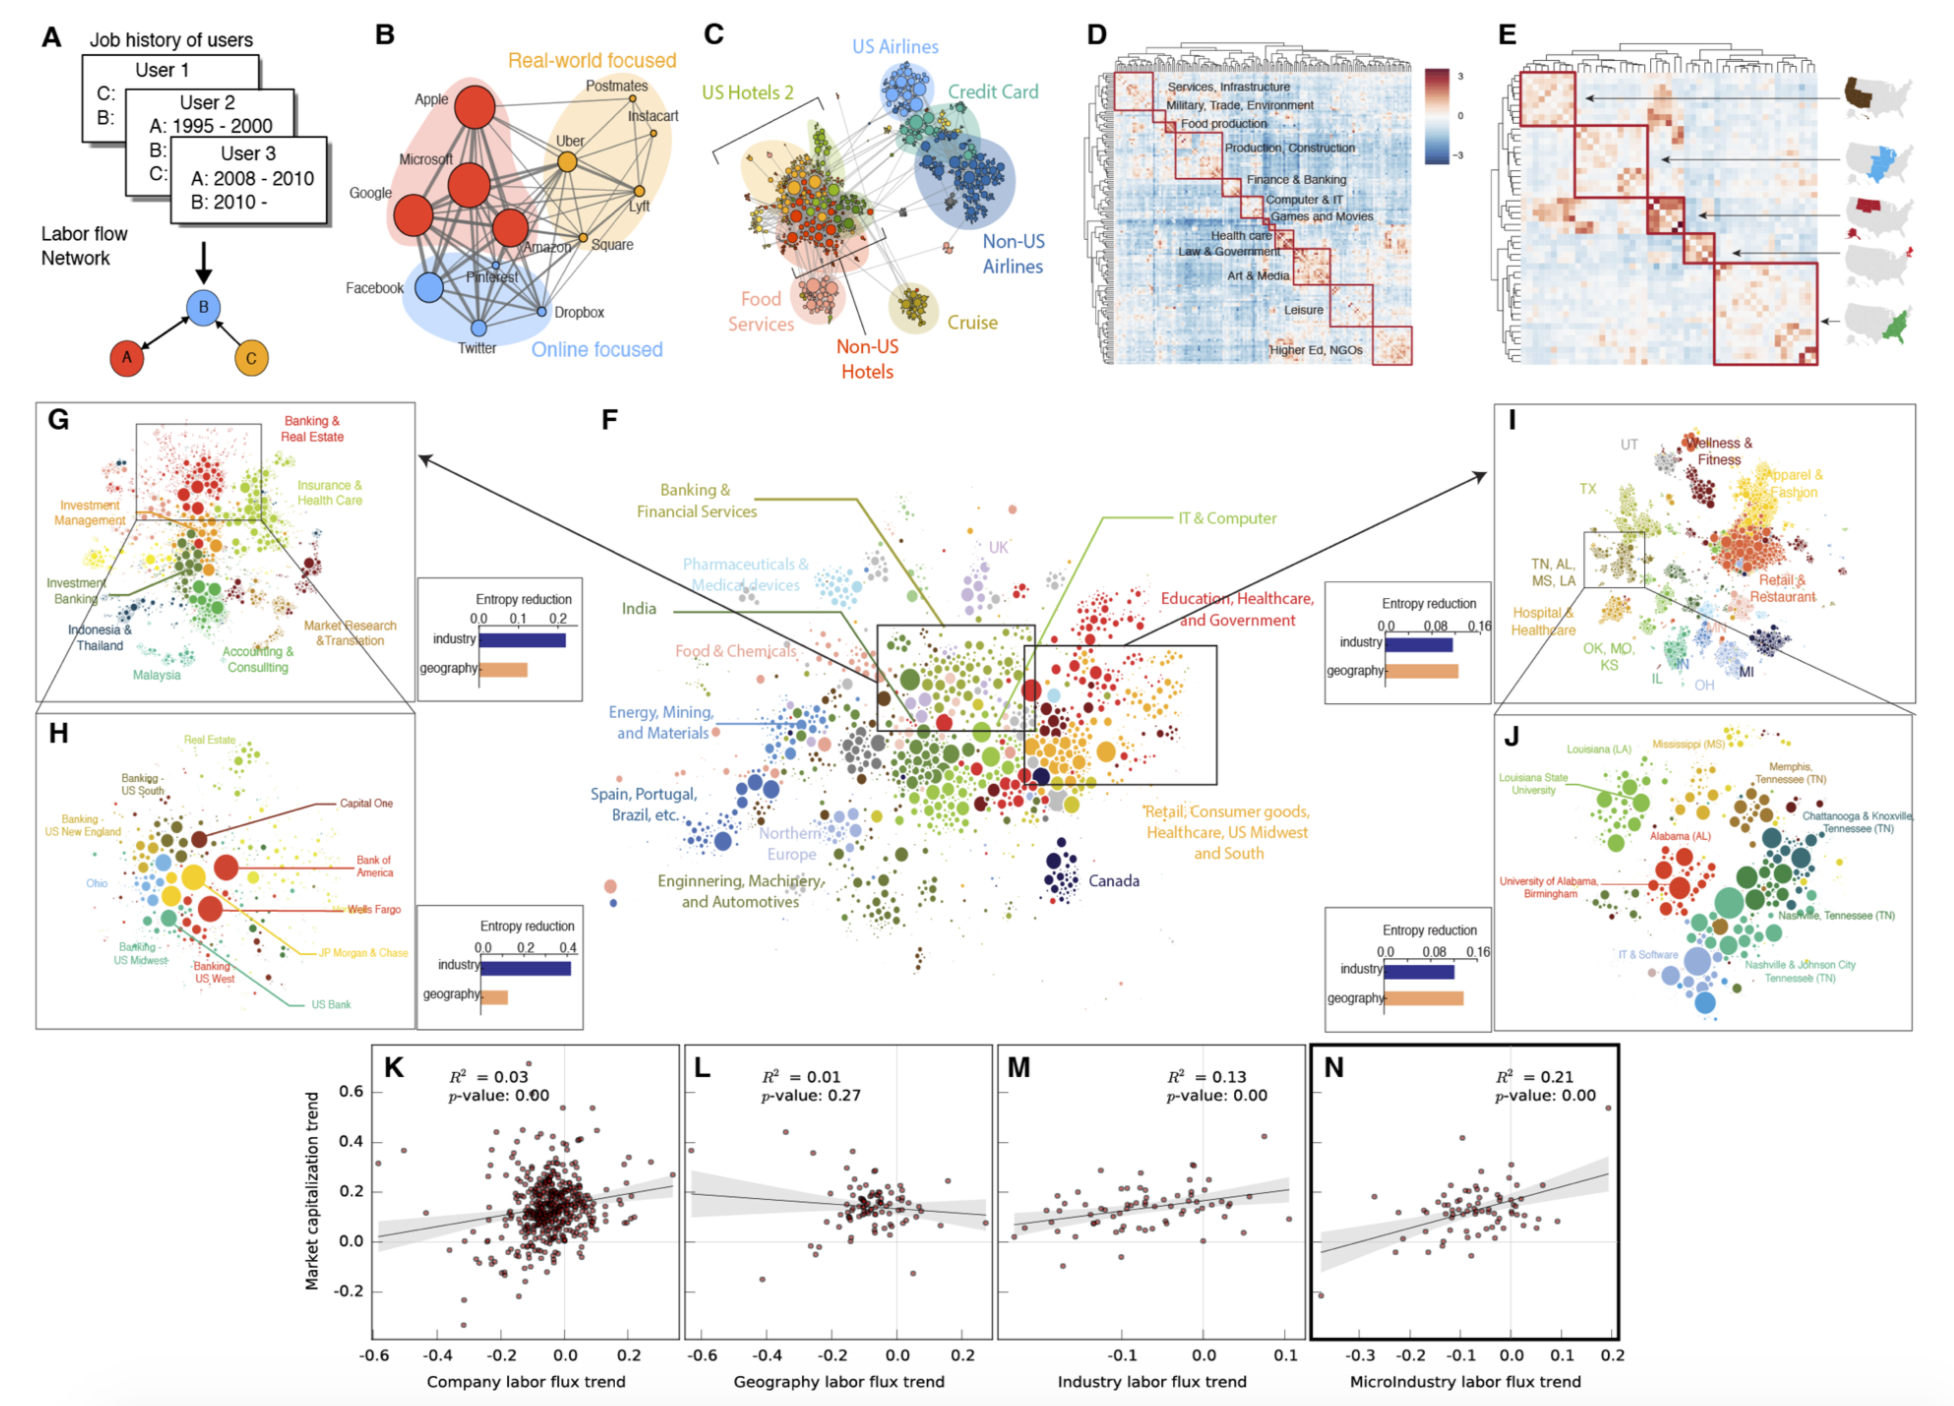 A
Job history of users
User 1
C:
B:
User 2
A: 1995 - 2000
B:
C:
User 3
A: 2008 - 2010
B: 2010 -
Labor flow
Network
B
A
C
B
Real-world focused
Postmates
Apple
Instacart
Uber
Microsoft
Google
Lyft
Amazon
Square
Pinterest
Facebook
Dropbox
Twitter
Online focused
C
US Airlines
US Hotels 2
Credit Card
Non-US
Airlines
Food
Services
Cruise
Non-US
Hotels
D
Services, Infrastructure
Military, Trade, Environment
Food production
Production, Construction
Finance & Banking
Computer & IT
Games and Movies
Health care
Law & Government
Art & Media
Leisure
Higher Ed, NGOs
3
0
−3
E
G
Banking &
Real Estate
Insurance &
Health Care
Investment
Management
Investment
Banking
Indonesia &
Thailand
Market Research
&Translation
Accounting &
Consullting
Malaysia
Entropy reduction
0.0 0.1 0.2
industry
geography
H
Real Estate
Banking -
US South
Capital One
Banking -
US New England
Bank of
America
Ohio
Wells Fargo
JP Morgan & Chase
Banking -
US Midwest
Banking
US West
US Bank
Entropy reduction
0.0 0.2 0.4
industry
geography
F
Banking &
Financial Services
IT & Computer
UK
Pharmaceuticals &
Medical devices
India
Education, Healthcare,
and Government
Food & Chemicals
Energy, Mining,
and Materials
Spain, Portugal,
Brazil, etc.
Northern
Europe
Retail, Consumer goods,
Healthcare, US Midwest
and South
Enginnering, Machinery,
and Automotives
Canada
Entropy reduction
0.0 0.08 0.16
industry
geography
Entropy reduction
0.0 0.08 0.16
industry
geography
I
UT
Wellness &
Fitness
Apparel &
Fashion
TX
TN, AL,
MS, LA
Retail &
Restaurant
Hospital &
Healthcare
MN
OK, MO,
KS
IL
IN
OH
MI
J
Louisiana (LA)
Mississippi (MS)
Louisiana State
University
Memphis,
Tennessee (TN)
Chattanooga & Knoxville,
Tennessee (TN)
Alabama (AL)
University of Alabama,
Birmingham
Nashville, Tennessee (TN)
IT & Software
Nashville & Johnson City
Tennessee (TN)
K
R² = 0.03
p-value: 0.00
L
R² = 0.01
p-value: 0.27
M
R² = 0.13
p-value: 0.00
N
R² = 0.21
p-value: 0.00
Market capitalization trend
0.6
0.4
0.2
0.0
-0.2
-0.6 -0.4 -0.2 0.0 0.2
Company labor flux trend
-0.6 -0.4 -0.2 0.0 0.2
Geography labor flux trend
-0.1 0.0 0.1
Industry labor flux trend
-0.3 -0.2 -0.1 0.0 0.1 0.2
MicroIndustry labor flux trend